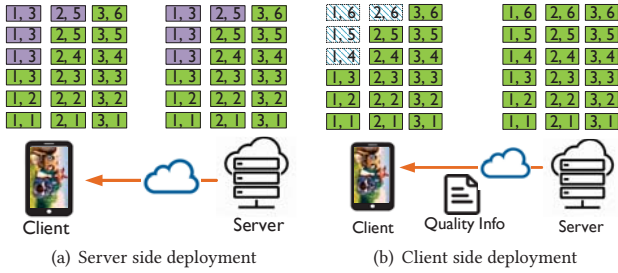 1, 3 2, 5 3, 6 1, 3 2, 5 3, 6 1, 6 2, 6 3, 6 1, 6 2, 6 3, 6
1, 3 2, 5 3, 5 1, 3 2, 5 3, 5 1, 5 2, 5 3, 5 1, 5 2, 5 3, 5
1, 3 2, 4 3, 4 1, 3 2, 4 3, 4 1, 4 2, 4 3, 4 1, 4 2, 4 3, 4
1, 3 2, 3 3, 3 1, 3 2, 3 3, 3 1, 3 2, 3 3, 3 1, 3 2, 3 3, 3
1, 2 2, 2 3, 2 1, 2 2, 2 3, 2 1, 2 2, 2 3, 2 1, 2 2, 2 3, 2
1, 1 2, 1 3, 1 1, 1 2, 1 3, 1 1, 1 2, 1 3, 1 1, 1 2, 1 3, 1
Client Server Client Quality Info Server
(a) Server side deployment (b) Client side deployment